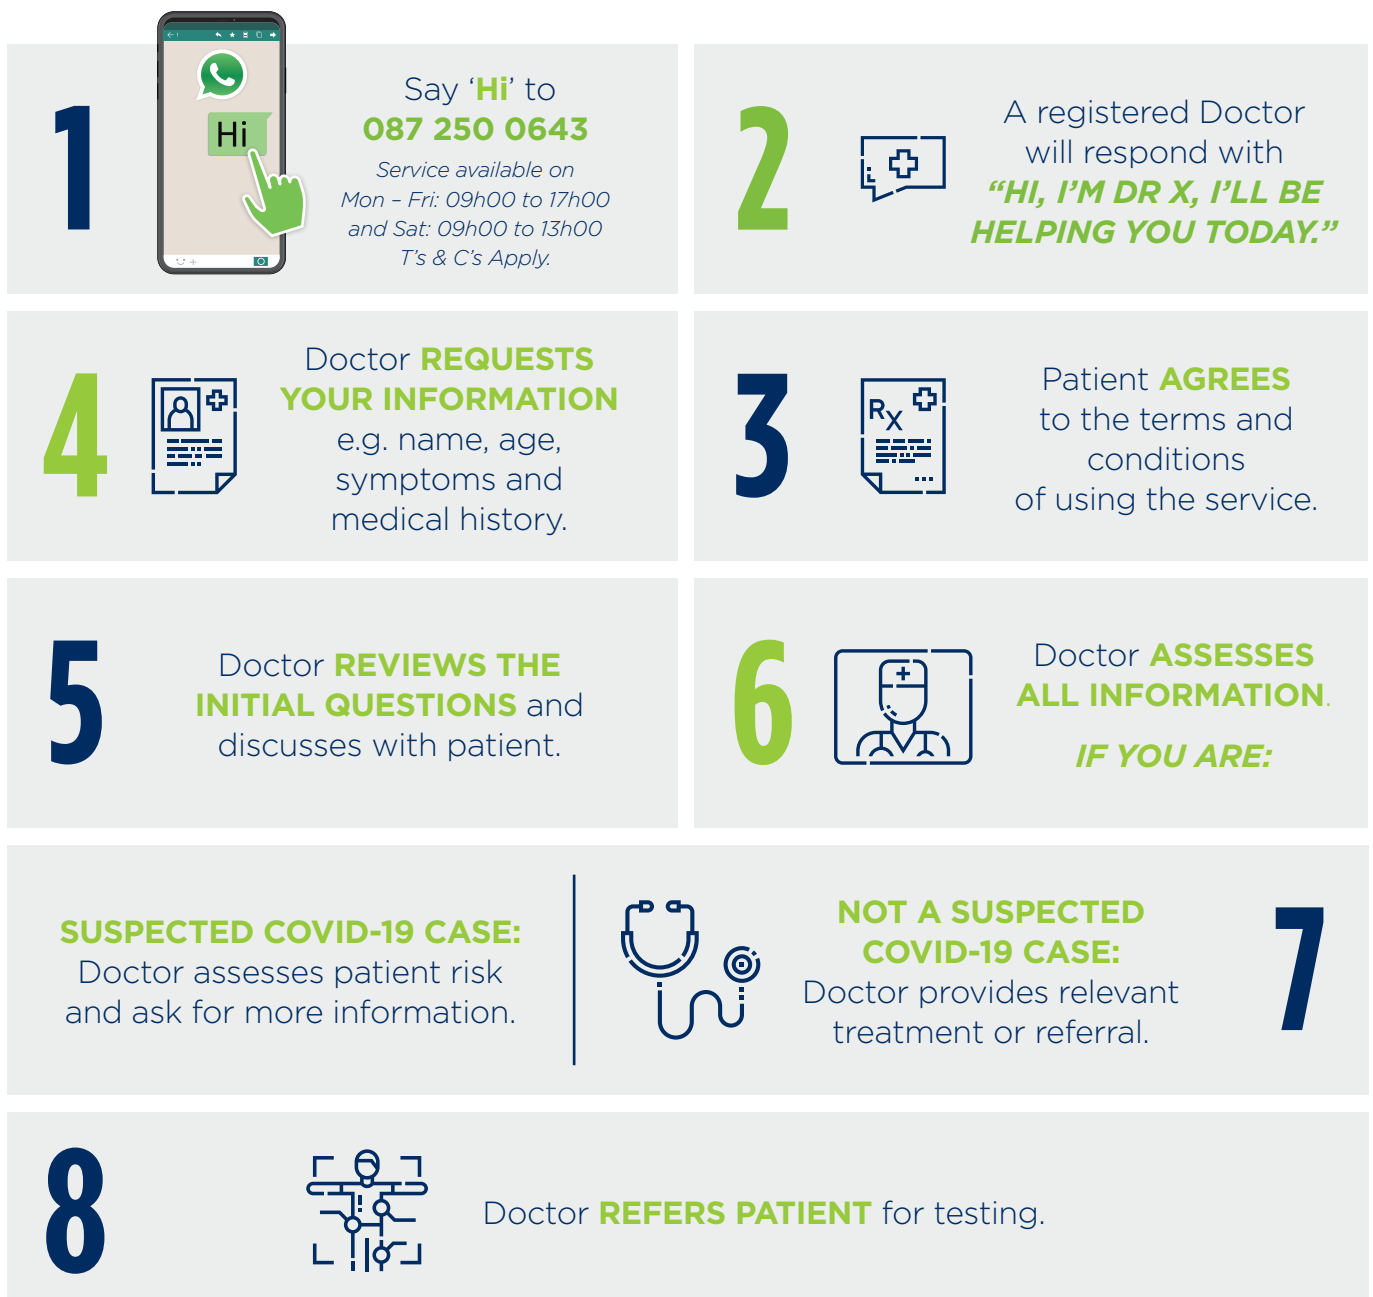 1
Hi
Say ‘Hi’ to
087 250 0643
Service available on
Mon – Fri: 09h00 to 17h00
and Sat: 09h00 to 13h00
T’s & C’s Apply.
2
A registered Doctor
will respond with
“HI, I’M DR X, I’LL BE
HELPING YOU TODAY.”
3
Rx
Patient AGREES
to the terms and
conditions
of using the service.
4
Doctor REQUESTS
YOUR INFORMATION
e.g. name, age,
symptoms and
medical history.
5
Doctor REVIEWS THE
INITIAL QUESTIONS and
discusses with patient.
6
Doctor ASSESSES
ALL INFORMATION.
IF YOU ARE:
7
SUSPECTED COVID-19 CASE:
Doctor assesses patient risk
and ask for more information.
NOT A SUSPECTED
COVID-19 CASE:
Doctor provides relevant
treatment or referral.
8
Doctor REFERS PATIENT for testing.